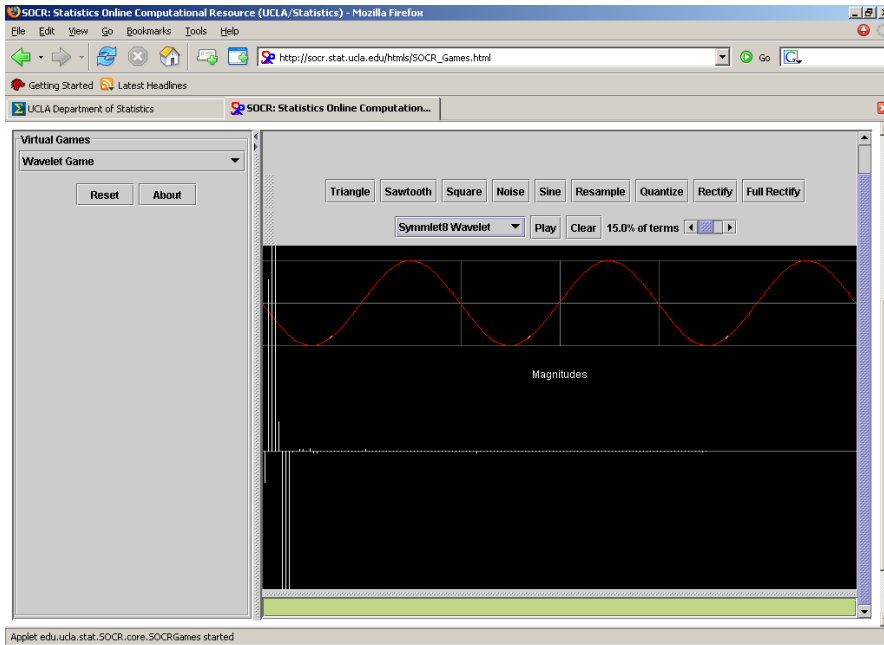 SOCR: Statistics Online Computational Resource (UCLA/Statistics) - Mozilla Firefox
File Edit View Go Bookmarks Tools Help
http://socr.stat.ucla.edu/htmls/SOCR_Games.html Go G
Getting Started Latest Headlines
Σ UCLA Department of Statistics SOCR: Statistics Online Computation...
Virtual Games
Wavelet Game
Reset About
Triangle Sawtooth Square Noise Sine Resample Quantize Rectify Full Rectify
Symmlet8 Wavelet Play Clear 15.0% of terms
Magnitudes
Applet edu.ucla.stat.SOCR.core.SOCRGames started